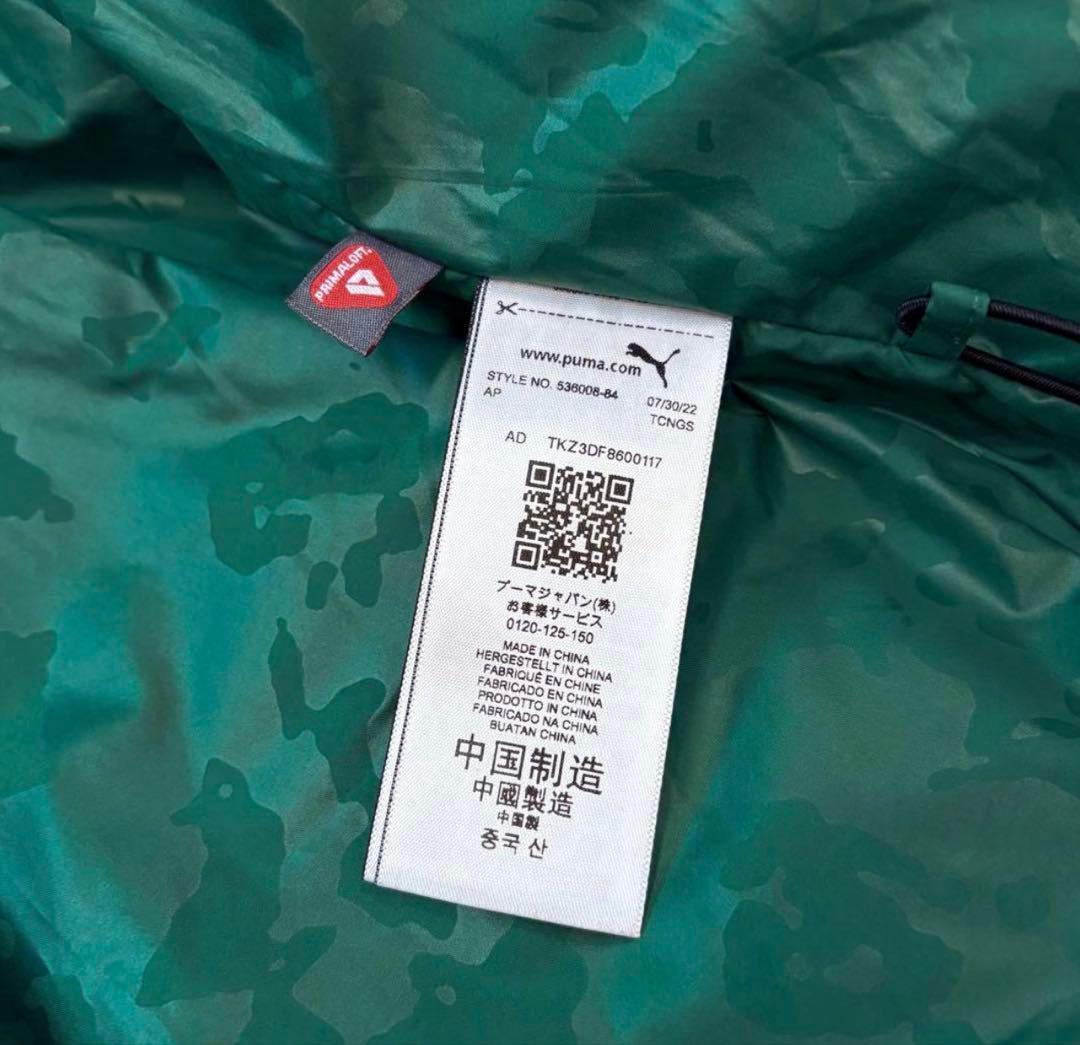 PRIMALOFT
www.puma.com
STYLE NO. 536008-84 07/30/22
AP TCNGS
AD TKZ3DF8600117
プーマジャパン(株)
お客様サービス
0120-125-150
MADE IN CHINA
HERGESTELLT IN CHINA
FABRIQUÉ EN CHINE
FABRICADO EN CHINA
PRODOTTO IN CHINA
FABRICADO NA CHINA
BUATAN CHINA
中国制造
中國製造
中国製
중국 산